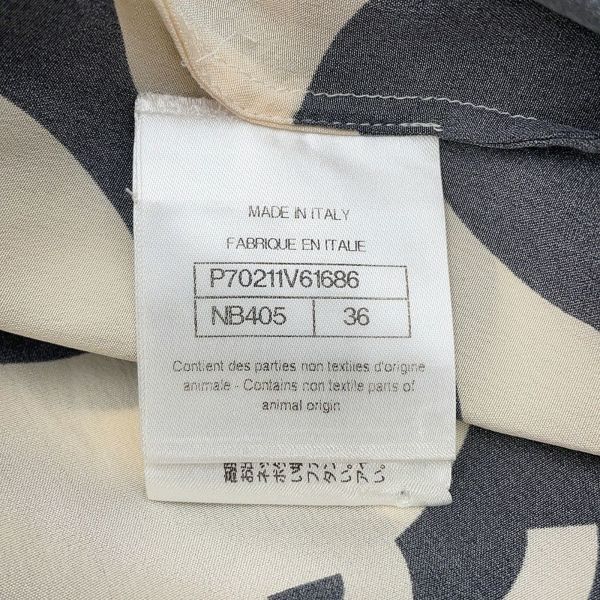 MADE IN ITALY
FABRIQUE EN ITALIE
P70211V61686
NB405 36
Contient des parties non textiles d'origine
animale - Contains non textile parts of
animal origin